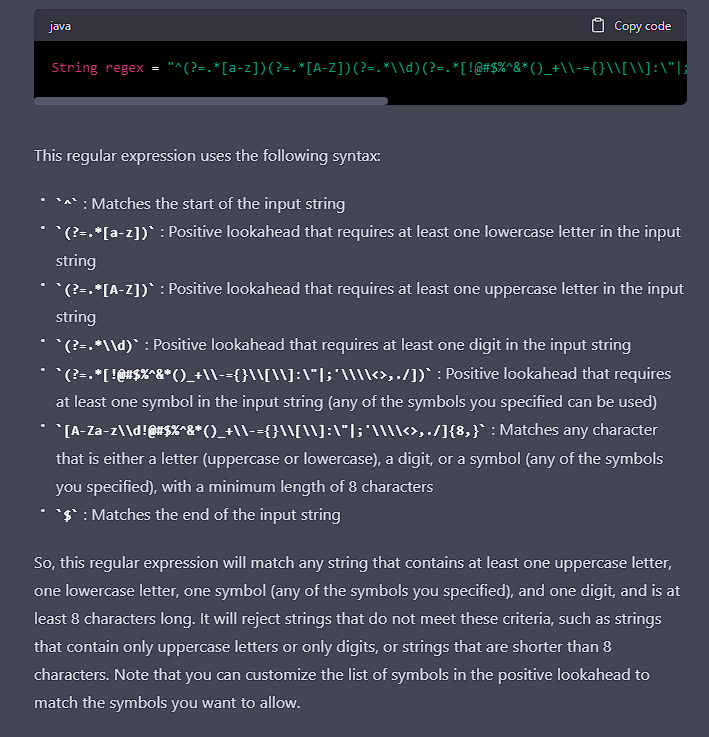 java
Copy code
String regex = "^(?=.*[a-z])(?=.*[A-Z])(?=.*\\d)(?=.*[!@#$%^&*()_+\\-={}\\[\\]:\"|;
This regular expression uses the following syntax:
• `^` : Matches the start of the input string
• `(?=.*[a-z])` : Positive lookahead that requires at least one lowercase letter in the input
string
• `(?=.*[A-Z])` : Positive lookahead that requires at least one uppercase letter in the input
string
• `(?=.*\\d)` : Positive lookahead that requires at least one digit in the input string
• `(?=.*[!@#$%^&*()_+\\-={}\\[\\]:\"|;'\\\\<>,./])` : Positive lookahead that requires
at least one symbol in the input string (any of the symbols you specified can be used)
• `[A-Za-z\\d!@#$%^&*()_+\\-={}\\[\\]:\"|;'\\\\<>,./]{8,}` : Matches any character
that is either a letter (uppercase or lowercase), a digit, or a symbol (any of the symbols
you specified), with a minimum length of 8 characters
• `$` : Matches the end of the input string
So, this regular expression will match any string that contains at least one uppercase letter,
one lowercase letter, one symbol (any of the symbols you specified), and one digit, and is at
least 8 characters long. It will reject strings that do not meet these criteria, such as strings
that contain only uppercase letters or only digits, or strings that are shorter than 8
characters. Note that you can customize the list of symbols in the positive lookahead to
match the symbols you want to allow.